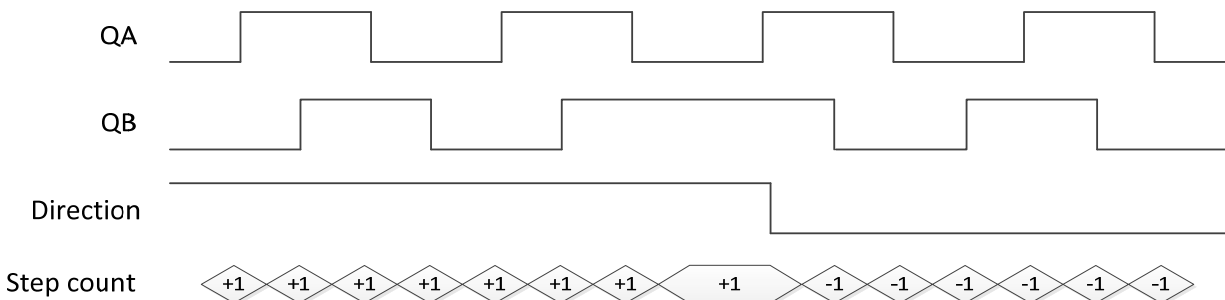 QA
QB
Direction
Step count +1 +1 +1 +1 +1 +1 +1 +1 -1 -1 -1 -1 -1 -1